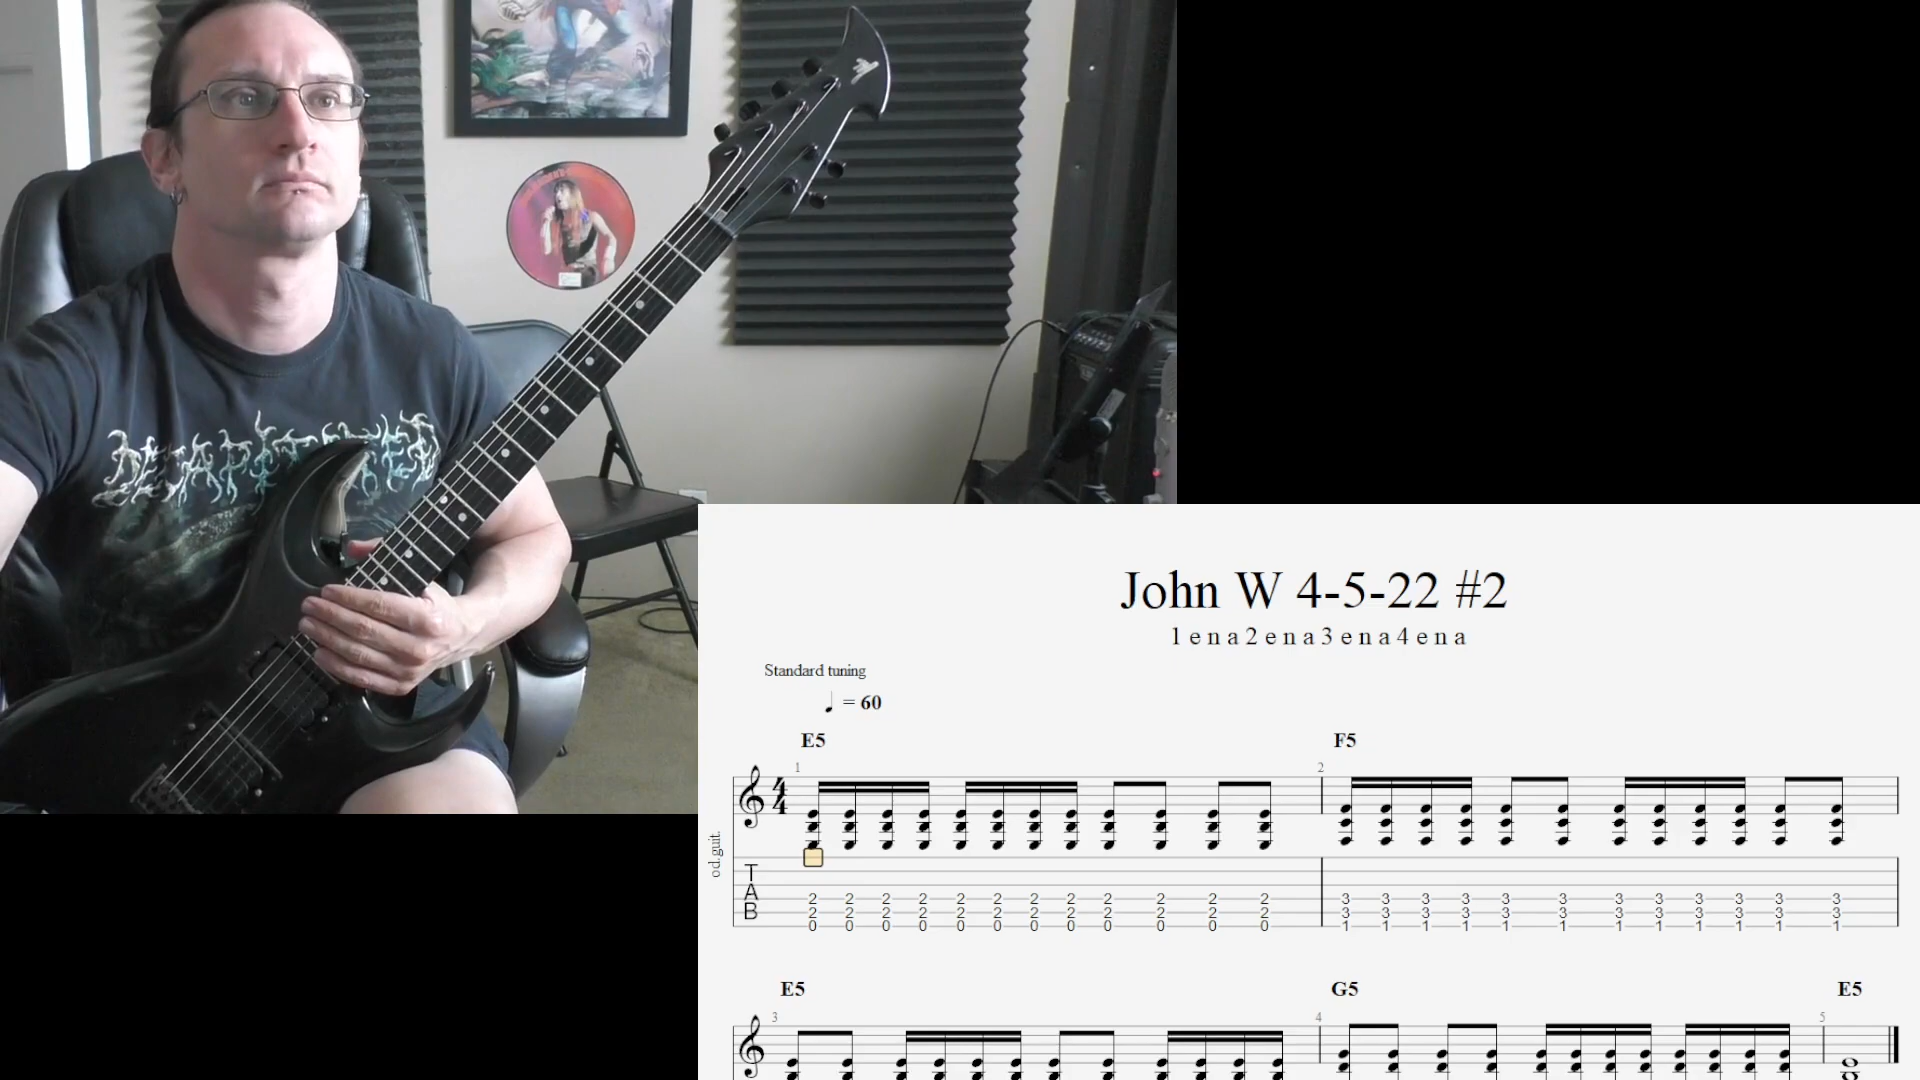 DECAPITATED
John W 4-5-22 #2
1 e n a 2 e n a 3 e n a 4 e n a
Standard tuning
= 60
E5 F5
1 2
4
4
od.guit.
T
A
B
2 2 2 2 2 2 2 2 2 2 2 2 3 3 3 3 3 3 3 3 3 3 3 3
2 2 2 2 2 2 2 2 2 2 2 2 3 3 3 3 3 3 3 3 3 3 3 3
0 0 0 0 0 0 0 0 0 0 0 0 1 1 1 1 1 1 1 1 1 1 1 1
E5 G5 E5
3 4 5